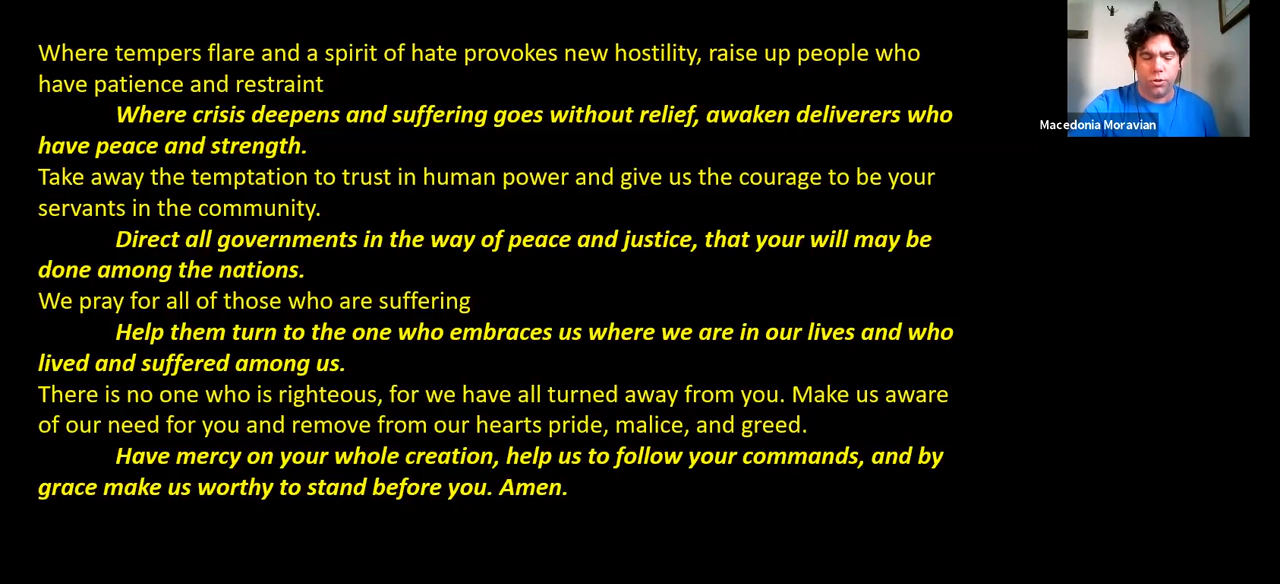 Where tempers flare and a spirit of hate provokes new hostility, raise up people who
have patience and restraint
Where crisis deepens and suffering goes without relief, awaken deliverers who
have peace and strength.
Take away the temptation to trust in human power and give us the courage to be your
servants in the community.
Direct all governments in the way of peace and justice, that your will may be
done among the nations.
We pray for all of those who are suffering
Help them turn to the one who embraces us where we are in our lives and who
lived and suffered among us.
There is no one who is righteous, for we have all turned away from you. Make us aware
of our need for you and remove from our hearts pride, malice, and greed.
Have mercy on your whole creation, help us to follow your commands, and by
grace make us worthy to stand before you. Amen.
Macedonia Moravian